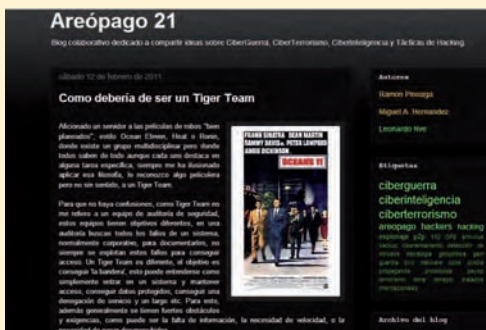 Areópago 21
Blog colaborativo dedicado a compartir ideas sobre CiberGuerra, CiberTerrorismo, CiberInteligencia y Tácticas de Hacking.
sábado 12 de febrero de 2011
Como debería de ser un Tiger Team
Aficionado un servidor a las películas de robos "bien
planeados", estilo Ocean Eleven, Heat o Ronin,
donde existe un grupo multidisciplinar pero donde
todos saben de todo aunque cada uno destaca en
alguna tarea específica, siempre me ha ilusionado
aplicar esa filosofía, lo reconozco algo peliculera
pero no sin sentido, a un Tiger Team.
Para que no haya confusiones, como Tiger Team no
me refiero a un equipo de auditoría de seguridad,
estos equipos tienen objetivos diferentes, en una
auditoría buscas todos los fallos de un sistema,
normalmente corporativo, para documentarlos, no
siempre se explotan estos fallos para conseguir
acceso. Un Tiger Team es diferente, el objetivo es
conseguir 'la bandera', esto puede entenderse como
simplemente entrar en un sistema y mantener
acceso, conseguir datos protegidos, conseguir una
denegación de servicio y un largo etc. Para esto,
además generalmente se tienen fuertes obstáculos
y exigencias, como puede ser la falta de información, la necesidad de velocidad, o la
necesidad de pasar desapercibidos.
FRANK SINATRA DEAN MARTIN
SAMMY DAVIS JR. PETER LAWFORD
ANGIE DICKINSON
OCEANS 11
Autores
Ramon Pinuaga
Miguel A. Hernandez
Leonardo Nve
Etiquetas
ciberguerra
ciberinteligencia
ciberterrorismo
areopago hackers hacking
espionaje p2p
Archivo del blog